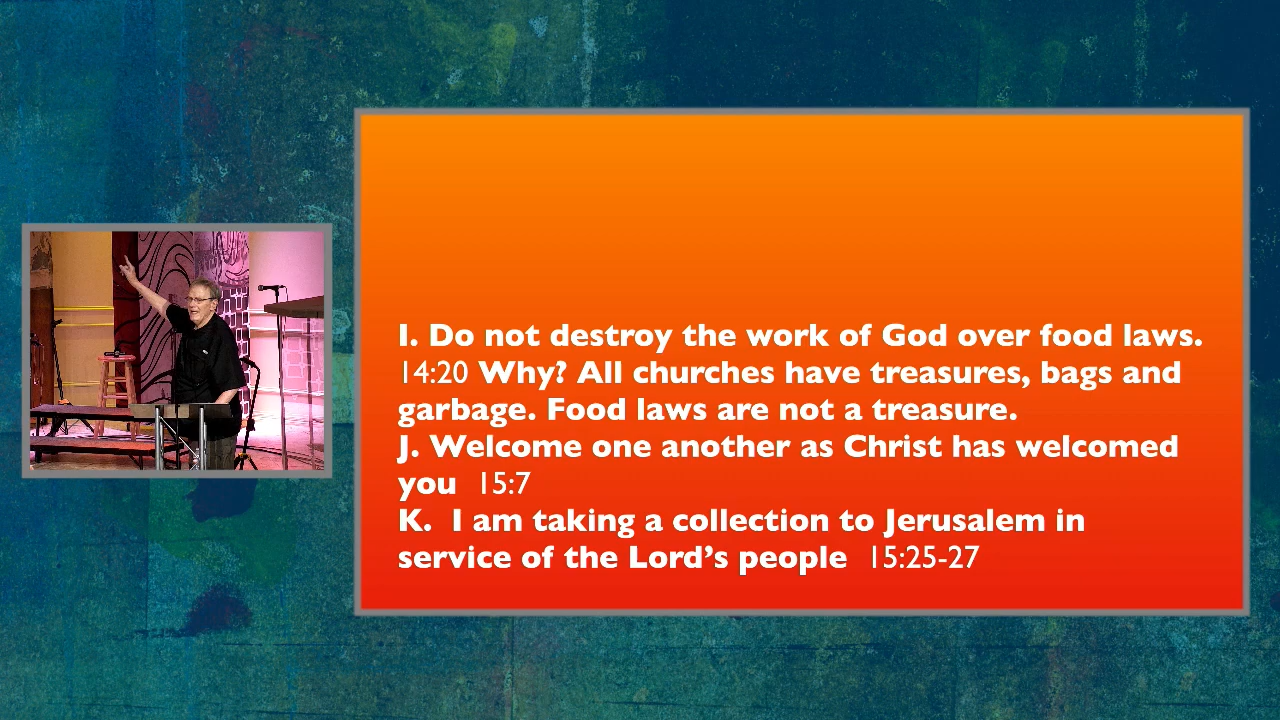 I. Do not destroy the work of God over food laws.
14:20 Why? All churches have treasures, bags and
garbage. Food laws are not a treasure.
J. Welcome one another as Christ has welcomed
you 15:7
K. I am taking a collection to Jerusalem in
service of the Lord's people 15:25-27